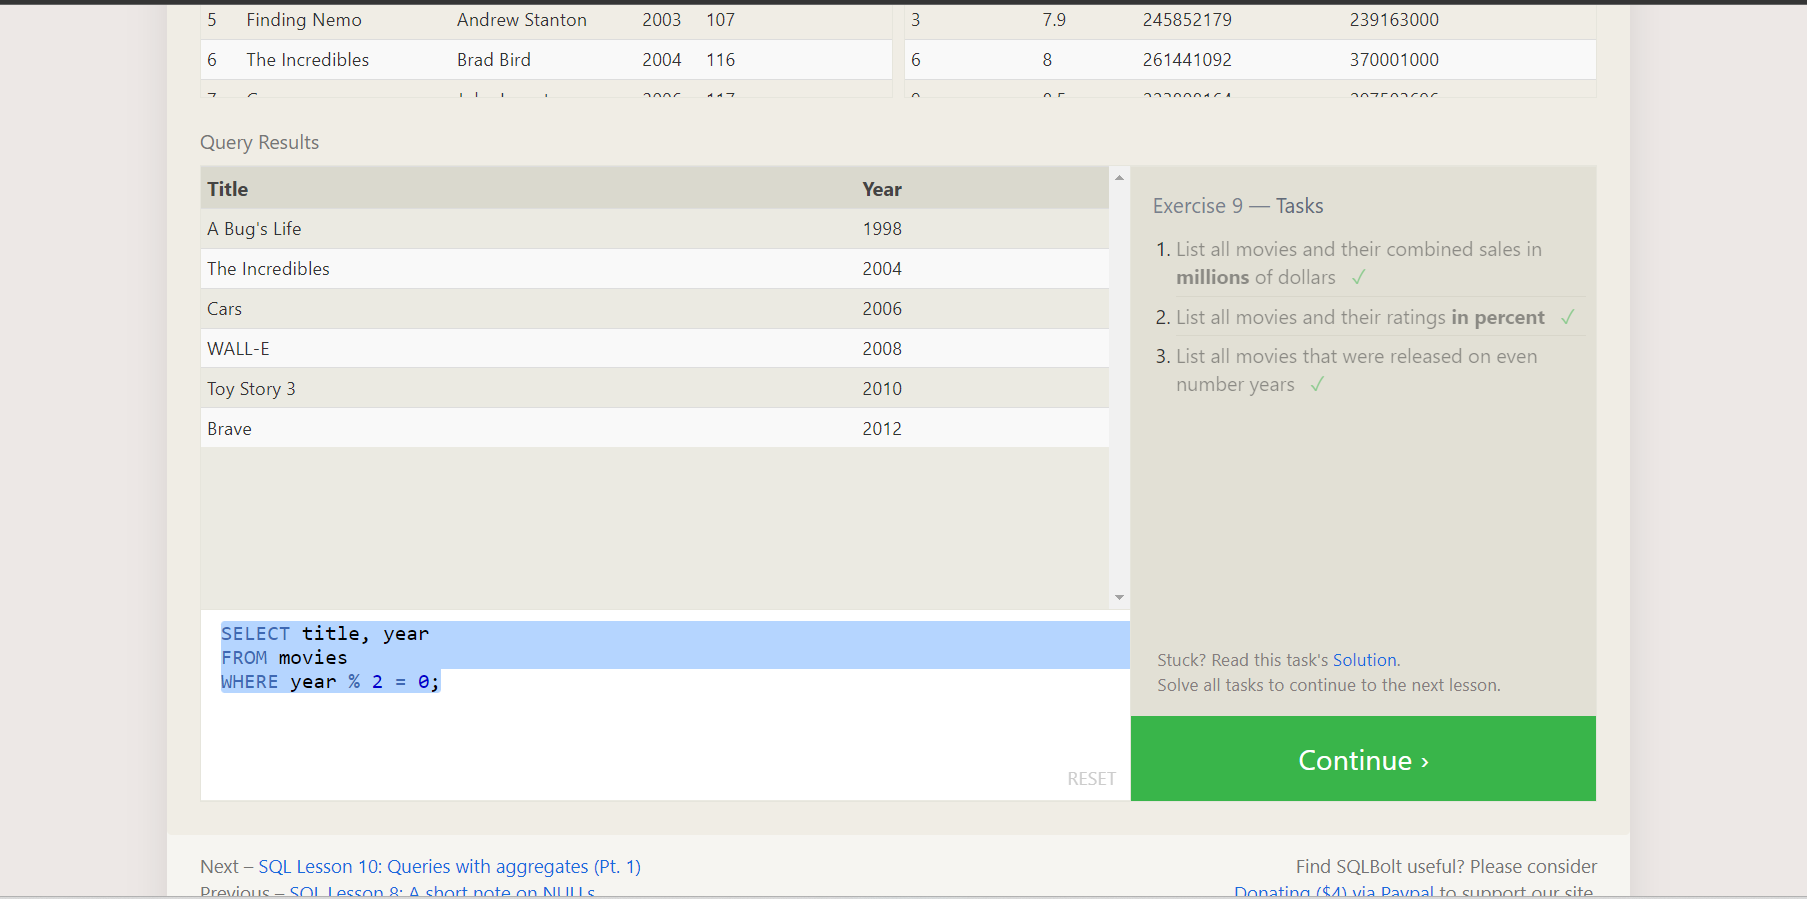 5 Finding Nemo Andrew Stanton 2003 107
6 The Incredibles Brad Bird 2004 116
3 7.9 245852179 239163000
6 8 261441092 370001000
Query Results
Title Year
A Bug's Life 1998
The Incredibles 2004
Cars 2006
WALL-E 2008
Toy Story 3 2010
Brave 2012
SELECT title, year
FROM movies
WHERE year % 2 = 0;
RESET
Exercise 9 — Tasks
1. List all movies and their combined sales in
millions of dollars ✓
2. List all movies and their ratings in percent ✓
3. List all movies that were released on even
number years ✓
Stuck? Read this task's Solution.
Solve all tasks to continue to the next lesson.
Continue ›
Next – SQL Lesson 10: Queries with aggregates (Pt. 1)
Previous – SQL Lesson 8: A short note on NULLs
Find SQLBolt useful? Please consider
Donating ($4) via Paypal to support our site.